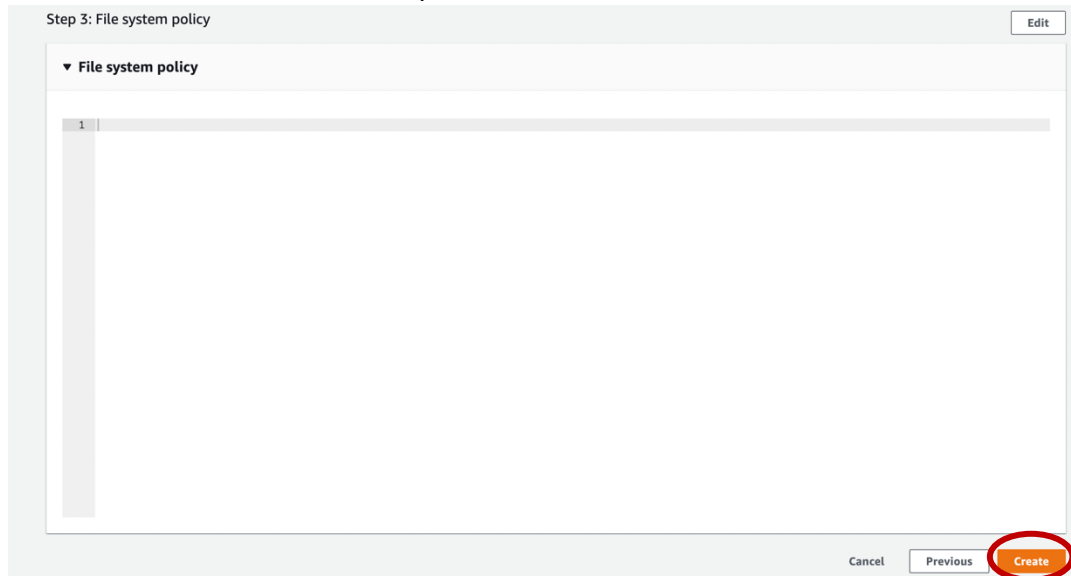 Step 3: File system policy
Edit
▼ File system policy
1
Cancel Previous Create